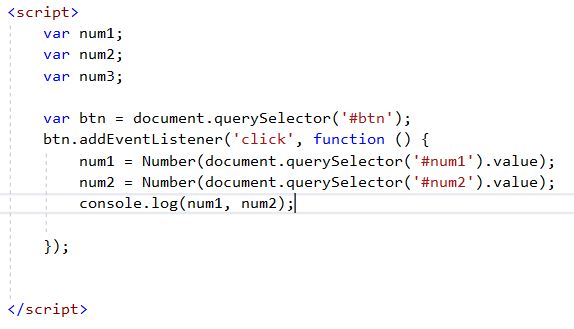 <script>
var num1;
var num2;
var num3;
var btn = document.querySelector('#btn');
btn.addEventListener('click', function () {
num1 = Number(document.querySelector('#num1').value);
num2 = Number(document.querySelector('#num2').value);
console.log(num1, num2);
});
</script>